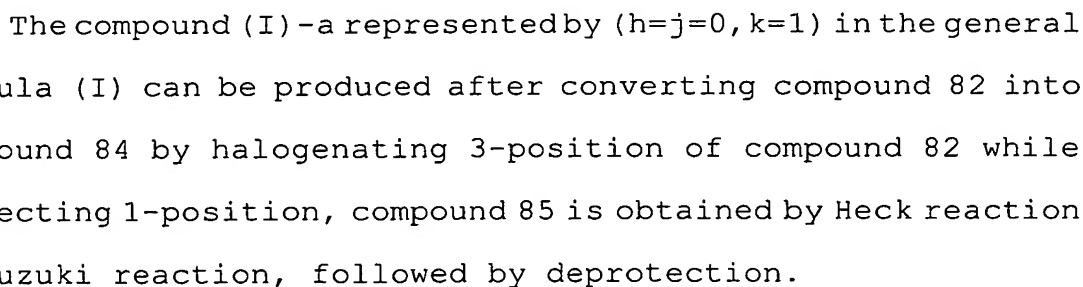 The compound (I)-a represented by (h=j=0, k=1) in the general
ula (I) can be produced after converting compound 82 into
ound 84 by halogenating 3-position of compound 82 while
ecting 1-position, compound 85 is obtained by Heck reaction
uzuki reaction, followed by deprotection.